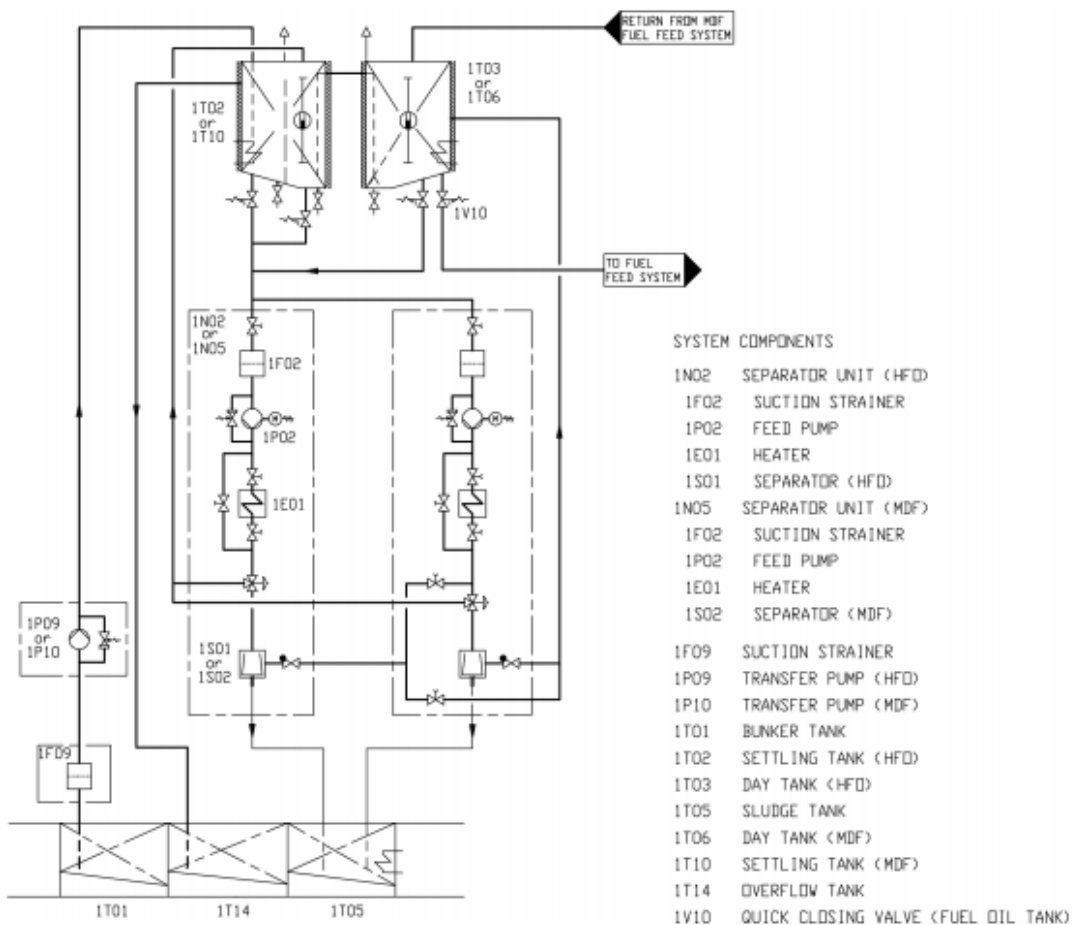 RETURN FROM MDF
FUEL FEED SYSTEM
1T03
or
1T06
1T02
or
1T10
1V10
TO FUEL
FEED SYSTEM
1N02
or
1N05
1F02
1P02
1E01
1P09
or
1P10
1S01
or
1S02
1F09
1T01
1T14
1T05
SYSTEM COMPONENTS
1N02 SEPARATOR UNIT (HFO)
1F02 SUCTION STRAINER
1P02 FEED PUMP
1E01 HEATER
1S01 SEPARATOR (HFO)
1N05 SEPARATOR UNIT (MDF)
1F02 SUCTION STRAINER
1P02 FEED PUMP
1E01 HEATER
1S02 SEPARATOR (MDF)
1F09 SUCTION STRAINER
1P09 TRANSFER PUMP (HFO)
1P10 TRANSFER PUMP (MDF)
1T01 BUNKER TANK
1T02 SETTLING TANK (HFO)
1T03 DAY TANK (HFO)
1T05 SLUDGE TANK
1T06 DAY TANK (MDF)
1T10 SETTLING TANK (MDF)
1T14 OVERFLOW TANK
1V10 QUICK CLOSING VALVE (FUEL OIL TANK)